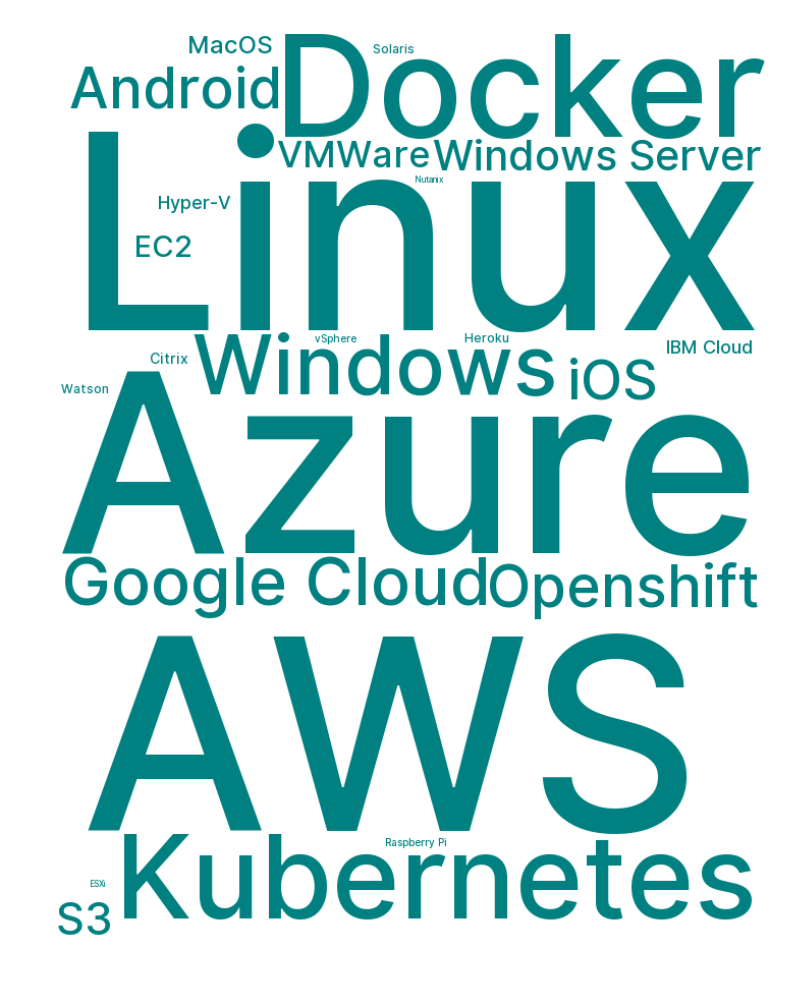 MacOS
Solaris
Docker
Android
VMWare
Windows Server
Linux
Nutanix
Hyper-V
EC2
Windows
vSphere
Heroku
IBM Cloud
Citrix
iOS
Watson
Azure
Google Cloud
Openshift
AWS
Kubernetes
Raspberry Pi
ESXi
S3